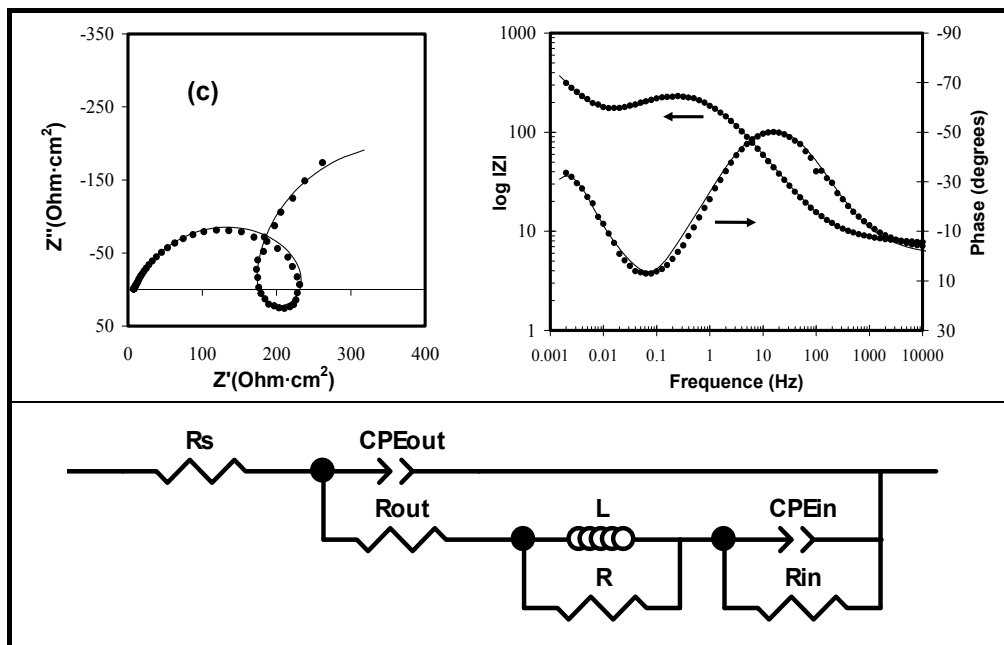 (c)
Z''(Ohm·cm²)
-350
-250
-150
-50
50
0 100 200 300 400
Z'(Ohm·cm²)
log |Z|
1000
100
10
1
Phase (degrees)
-90
-70
-50
-30
-10
10
30
0.001 0.01 0.1 1 10 100 1000 10000
Frequence (Hz)
Rs CPEout
Rout L CPEin
R Rin